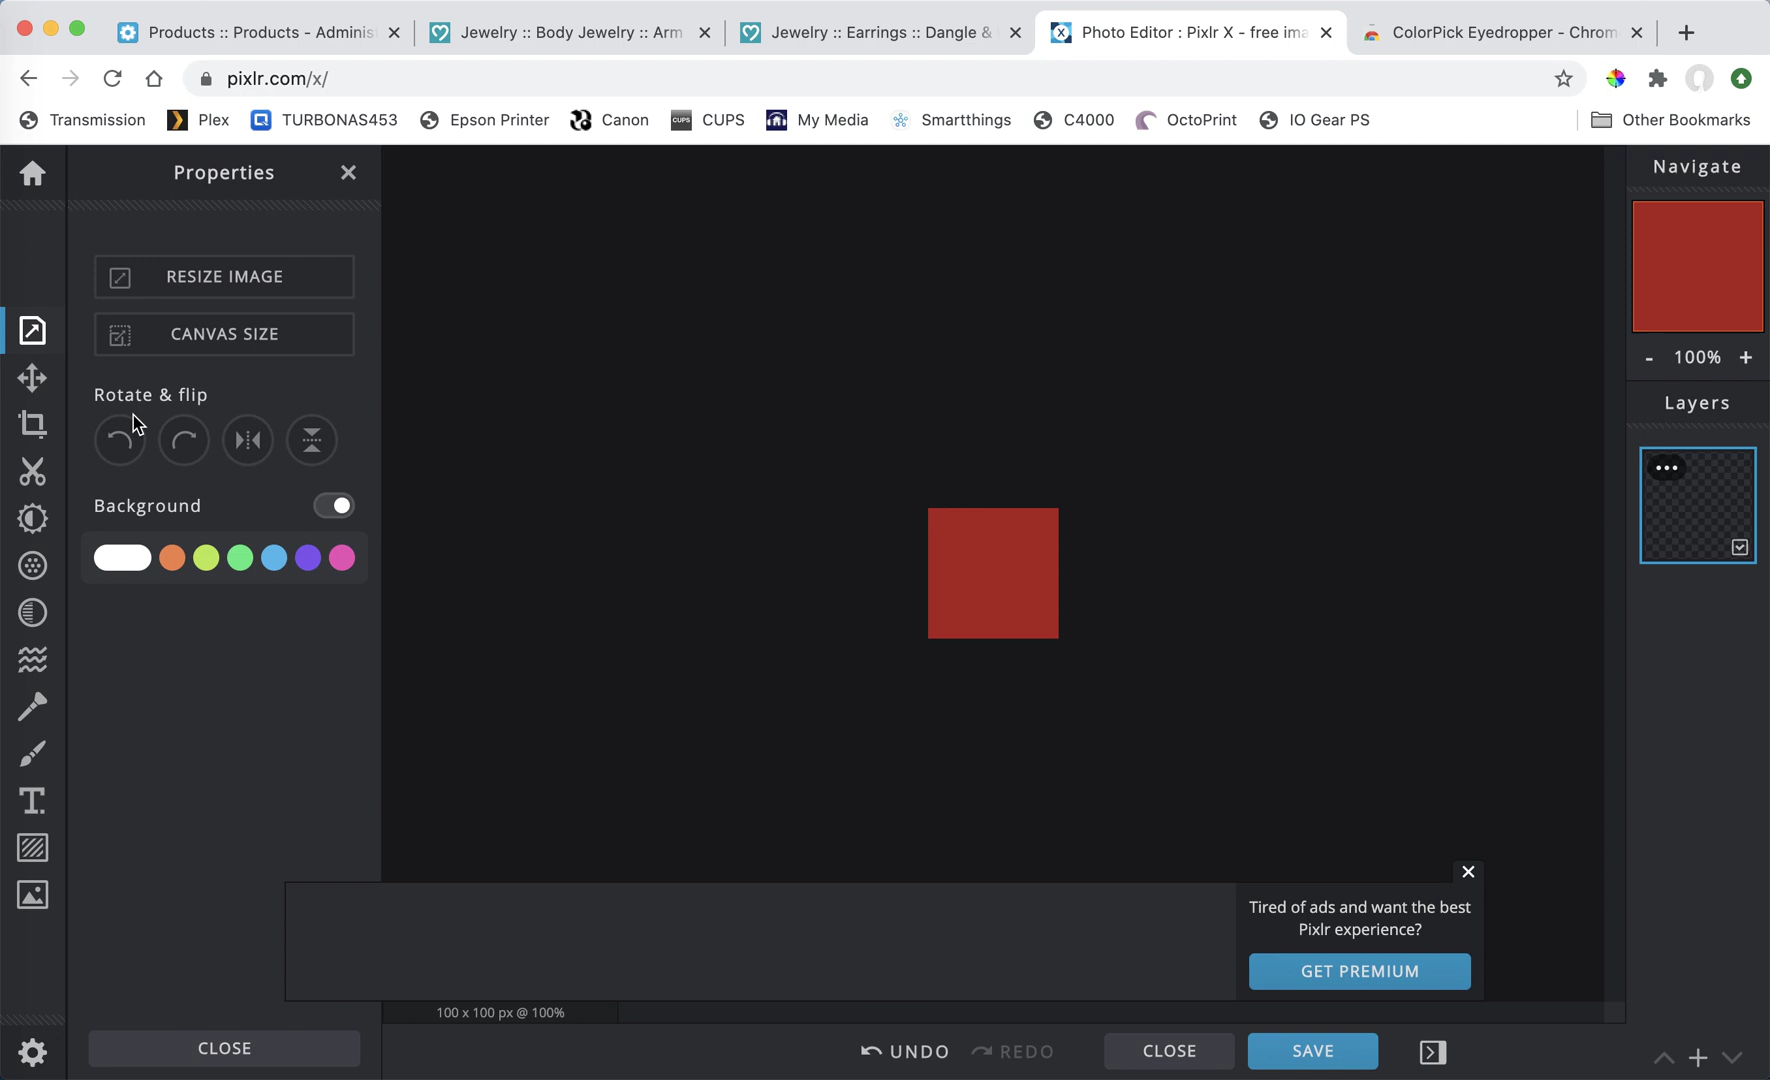 Products :: Products - Adminis
Jewelry :: Body Jewelry :: Arm
Jewelry :: Earrings :: Dangle &
Photo Editor : Pixlr X - free ima
ColorPick Eyedropper - Chrom
pixlr.com/x/
Transmission
Plex
TURBONAS453
Epson Printer
Canon
CUPS
CUPS
My Media
Smartthings
C4000
OctoPrint
IO Gear PS
Other Bookmarks
Properties
Navigate
RESIZE IMAGE
CANVAS SIZE
- 100% +
Rotate & flip
Layers
Background
Tired of ads and want the best
Pixlr experience?
GET PREMIUM
100 x 100 px @ 100%
CLOSE
UNDO
REDO
CLOSE
SAVE